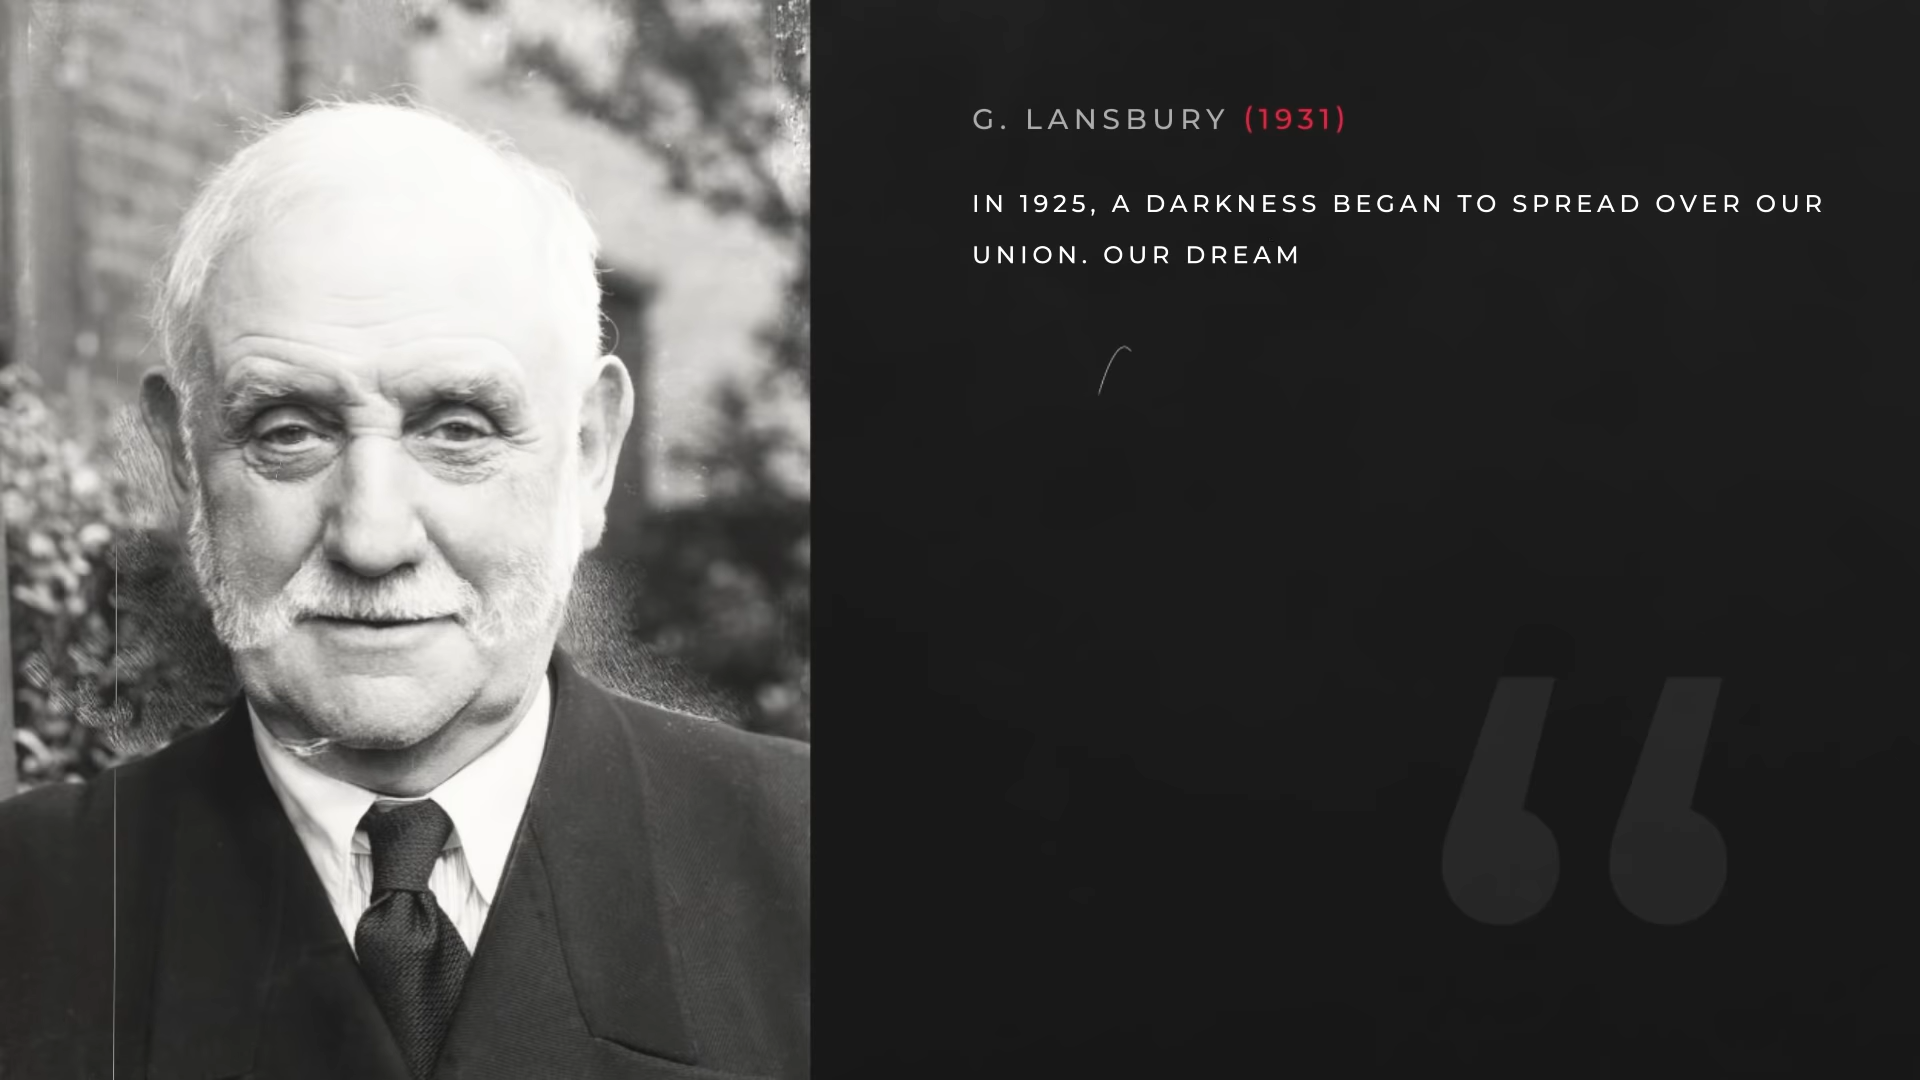 G. LANSBURY (1931)
IN 1925, A DARKNESS BEGAN TO SPREAD OVER OUR
UNION. OUR DREAM